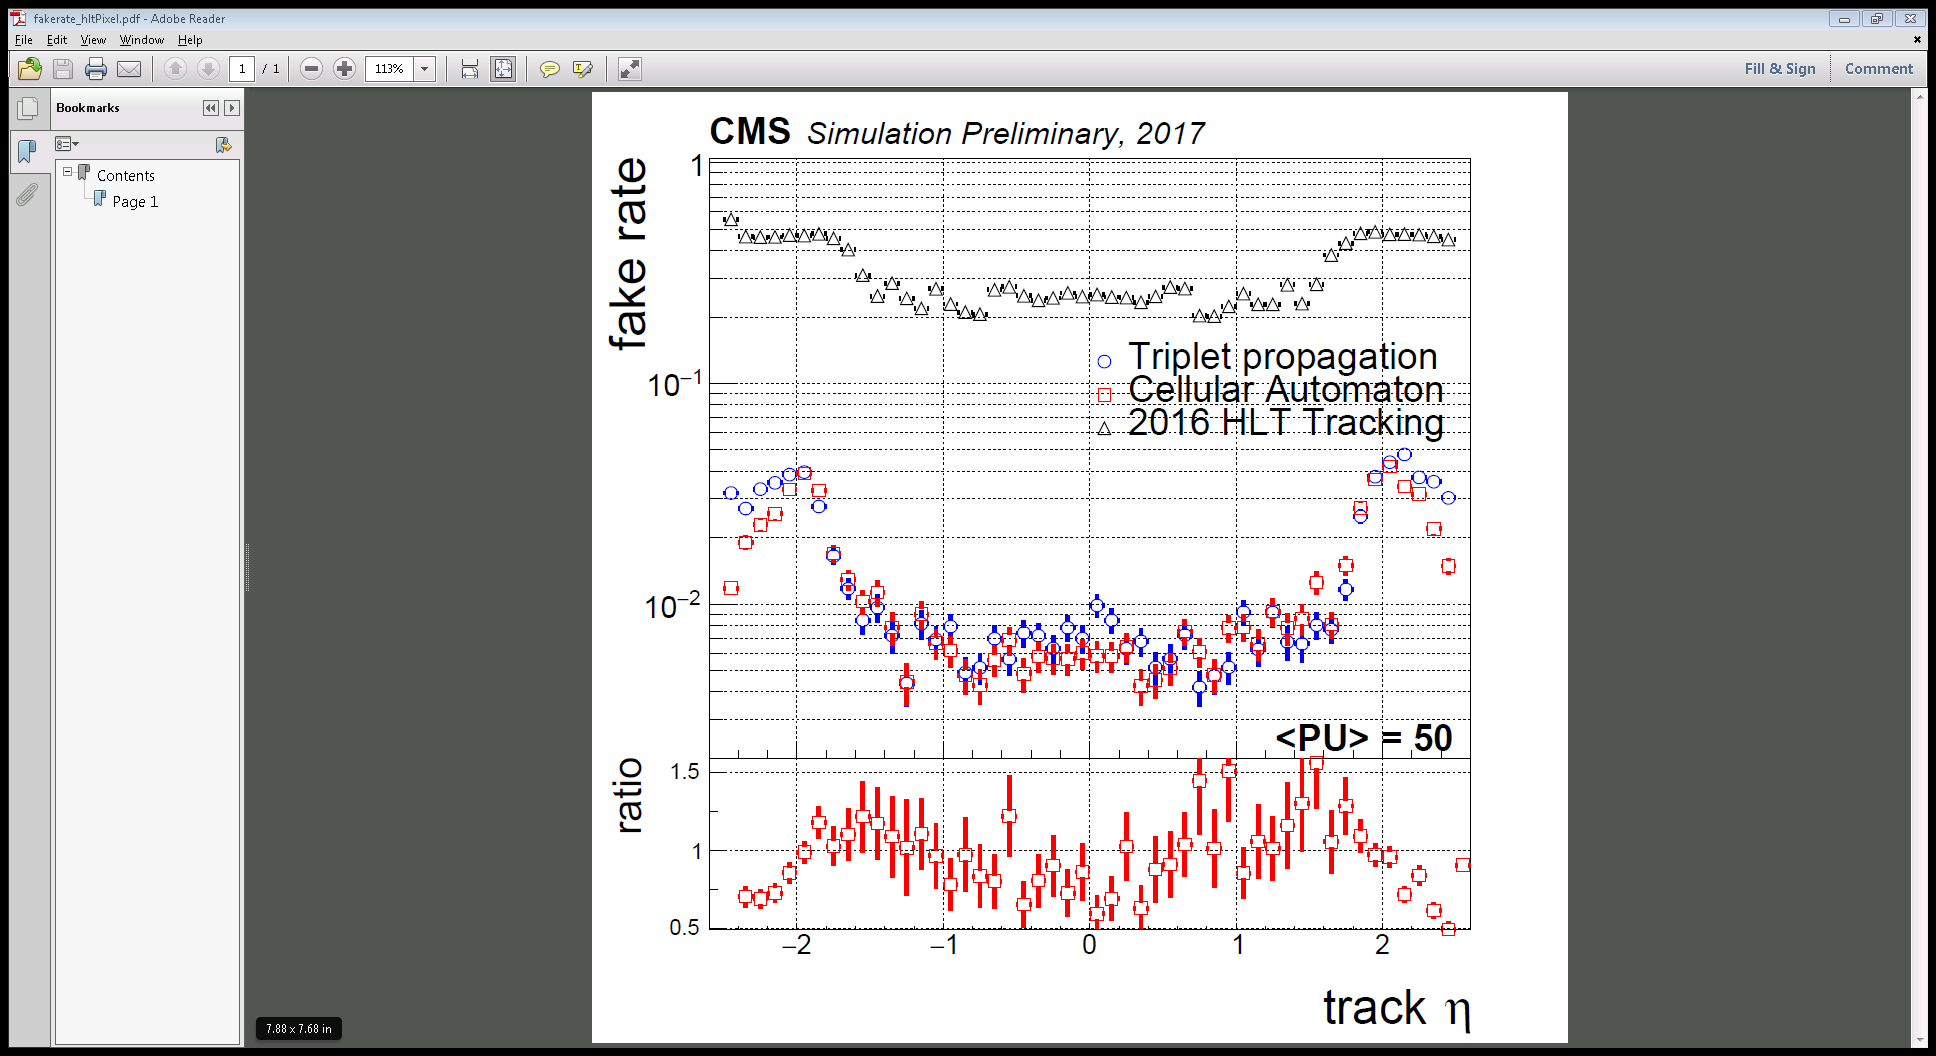 fakerate_hltPixel.pdf - Adobe Reader
File Edit View Window Help
1 / 1 113% Fill & Sign Comment
Bookmarks
Contents
Page 1
CMS Simulation Preliminary, 2017
fake rate
1
10⁻¹
10⁻²
Triplet propagation
Cellular Automaton
2016 HLT Tracking
<PU> = 50
ratio
1.5
1
0.5
−2 −1 0 1 2
track η
7.88 x 7.68 in